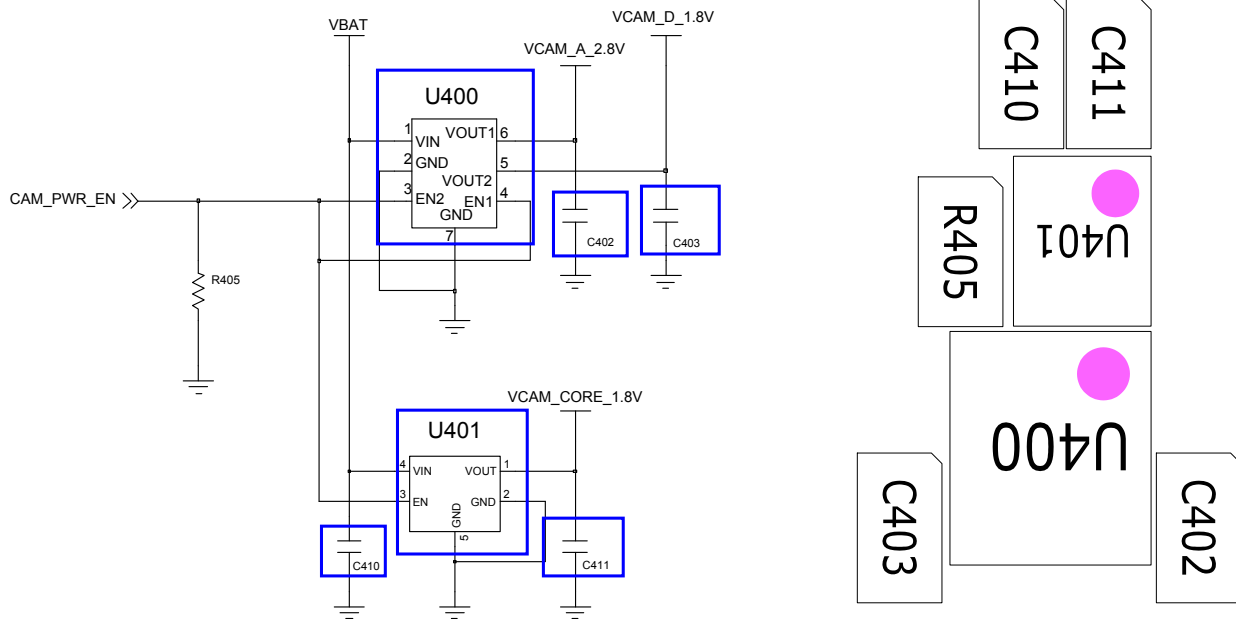 VBAT
VCAM_D_1.8V
VCAM_A_2.8V
U400
1
VIN
VOUT1
6
2
GND
5
VOUT2
3
EN2
EN1
4
GND
7
CAM_PWR_EN
C402
C403
R405
VCAM_CORE_1.8V
U401
4
VIN
VOUT
1
3
EN
GND
2
GND
5
C410
C411
C410
C411
R405
U401
U400
C403
C402